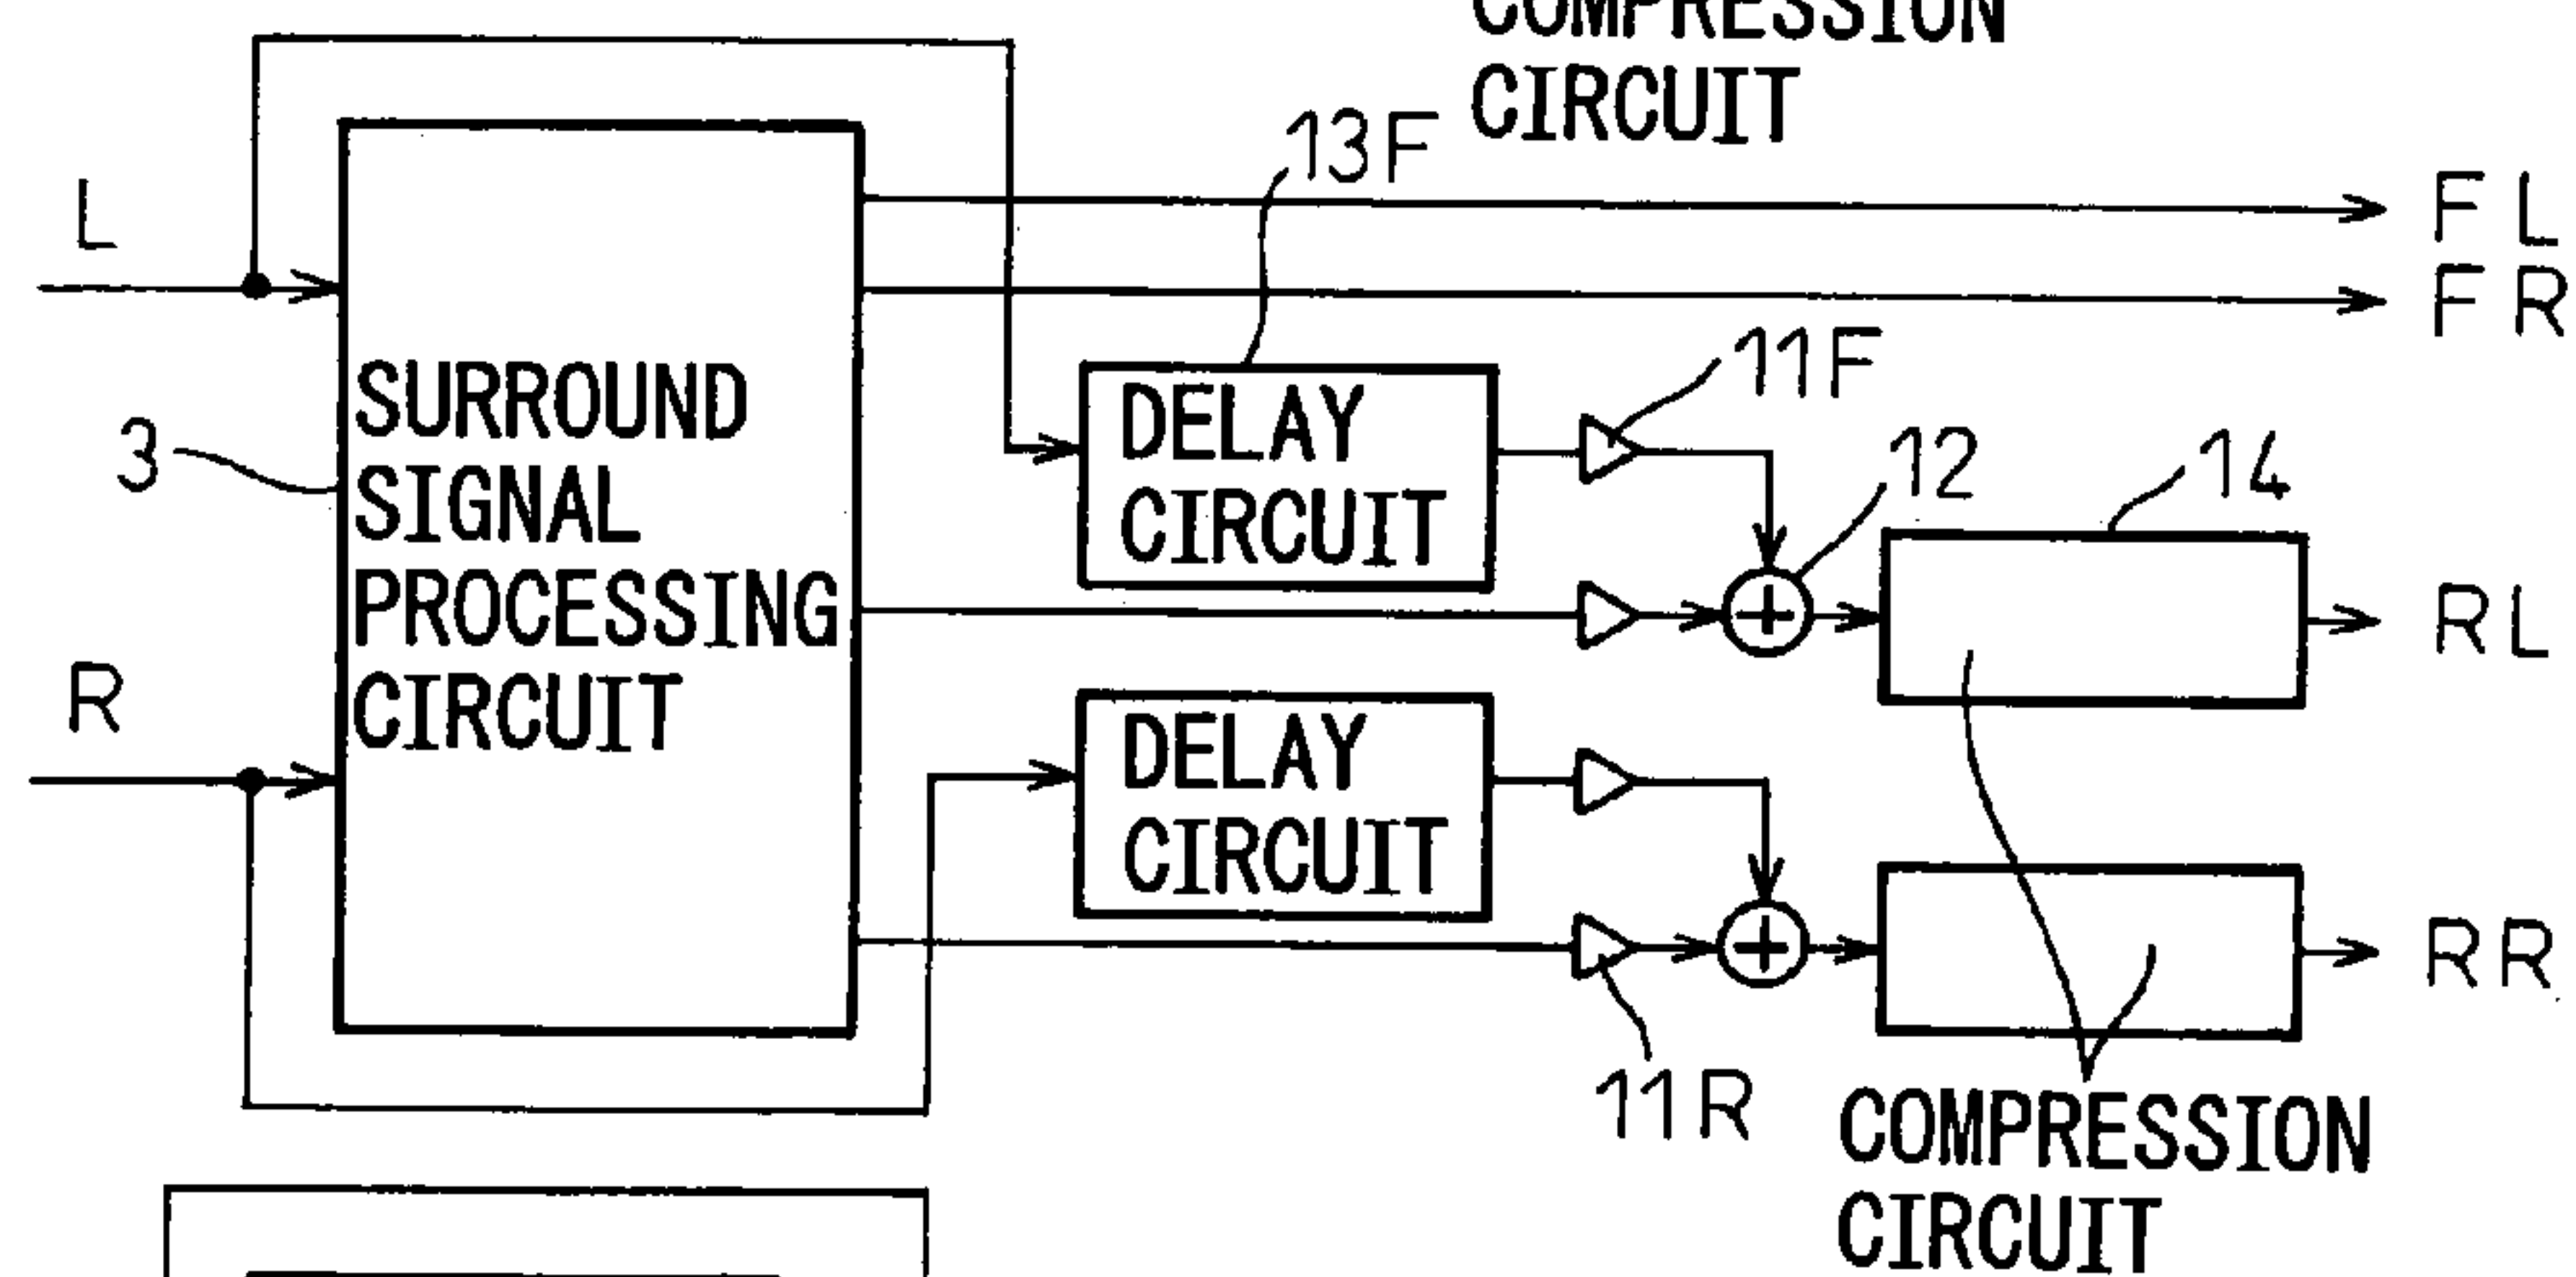 COMPRESSION
CIRCUIT
13F
L
FL
FR
11F
SURROUND
SIGNAL
PROCESSING
CIRCUIT
3
DELAY
CIRCUIT
12
14
RL
R
DELAY
CIRCUIT
RR
11R
COMPRESSION
CIRCUIT